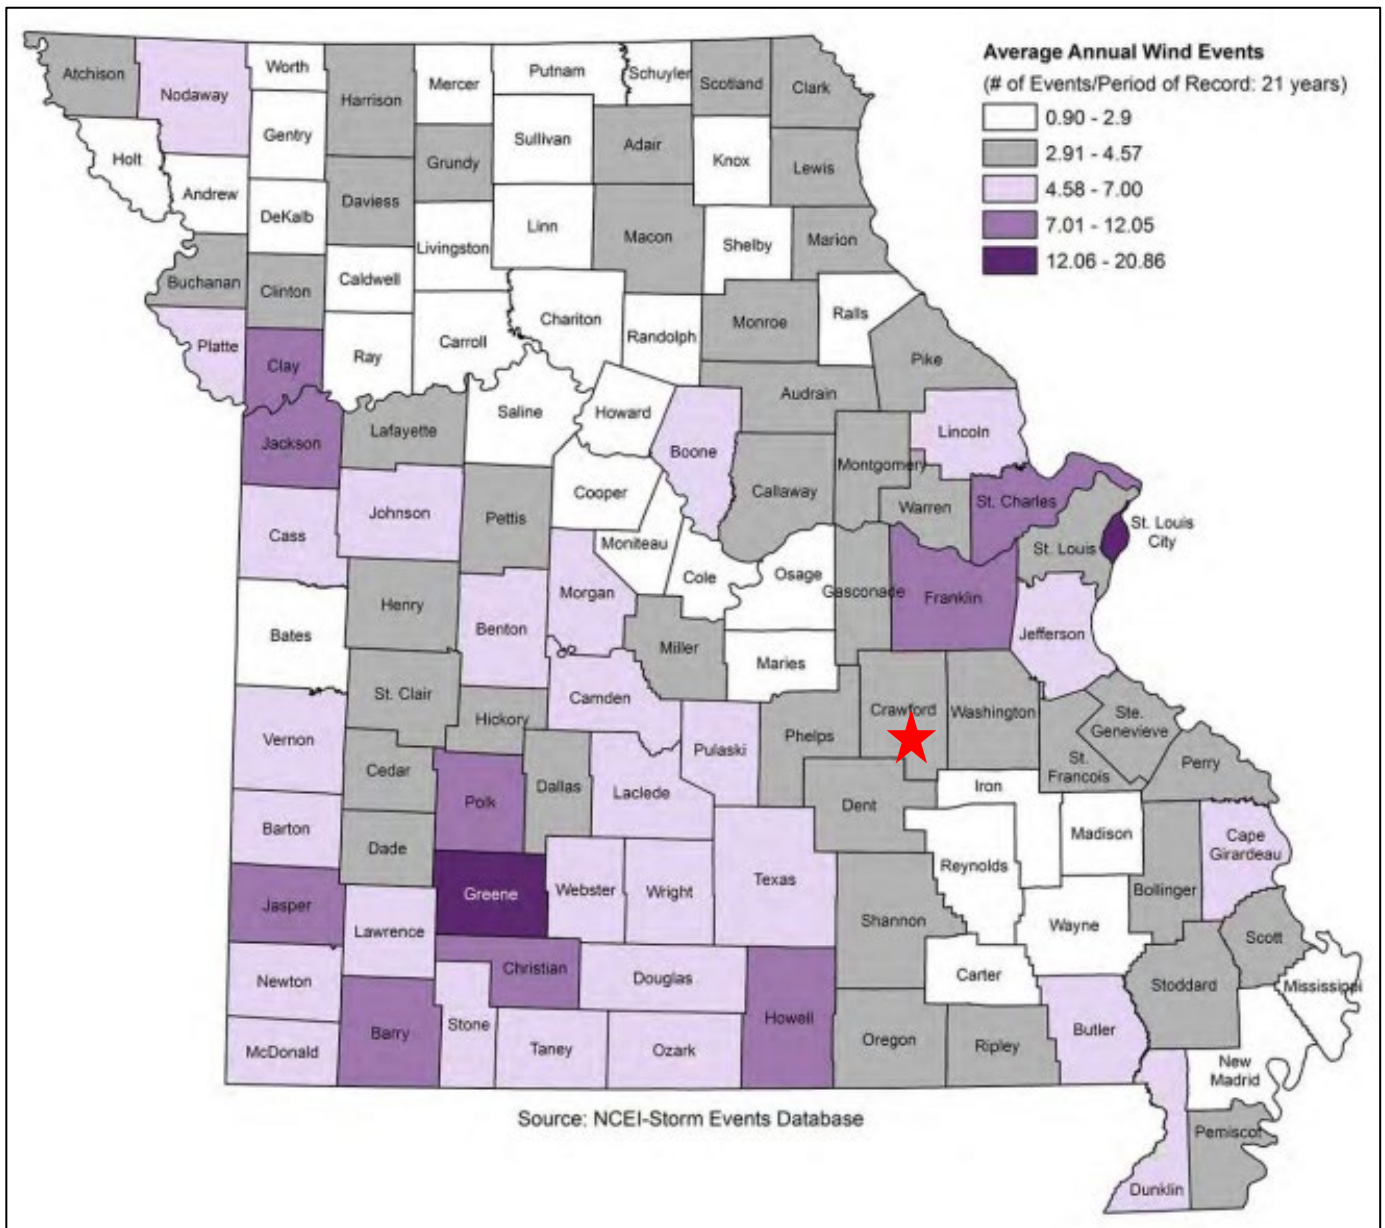 Average Annual Wind Events
(# of Events/Period of Record: 21 years)
0.90 - 2.9
2.91 - 4.57
4.58 - 7.00
7.01 - 12.05
12.06 - 20.86
Atchison
Nodaway
Worth
Harrison
Mercer
Putnam
Schuyler
Scotland
Clark
Holt
Andrew
Gentry
DeKalb
Daviess
Grundy
Sullivan
Adair
Knox
Lewis
Livingston
Linn
Macon
Shelby
Marion
Buchanan
Clinton
Caldwell
Platte
Clay
Ray
Carroll
Chariton
Randolph
Monroe
Ralls
Pike
Audrain
Jackson
Lafayette
Saline
Howard
Boone
Callaway
Montgomery
Lincoln
Warren
St. Charles
St. Louis
St. Louis
City
Cass
Johnson
Pettis
Cooper
Moniteau
Cole
Osage
Gasconade
Franklin
Jefferson
Bates
Henry
Benton
Morgan
Miller
Maries
St. Clair
Hickory
Camden
Pulaski
Phelps
Crawford
Washington
Ste.
Genevieve
St.
Francois
Perry
Vernon
Cedar
Polk
Dallas
Laclede
Dent
Iron
Madison
Cape
Girardeau
Barton
Dade
Greene
Webster
Wright
Texas
Shannon
Reynolds
Wayne
Bollinger
Scott
Jasper
Lawrence
Christian
Douglas
Howell
Carter
Stoddard
Mississippi
Newton
McDonald
Barry
Stone
Taney
Ozark
Oregon
Ripley
Butler
New
Madrid
Pemiscot
Dunklin
Source: NCEI-Storm Events Database